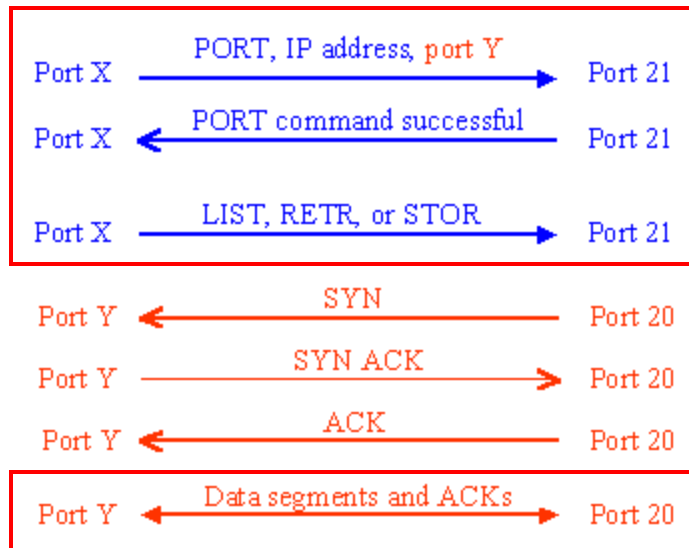 PORT, IP address, port Y
Port X Port 21
PORT command successful
Port X Port 21
LIST, RETR, or STOR
Port X Port 21
SYN
Port Y Port 20
SYN ACK
Port Y Port 20
ACK
Port Y Port 20
Data segments and ACKs
Port Y Port 20